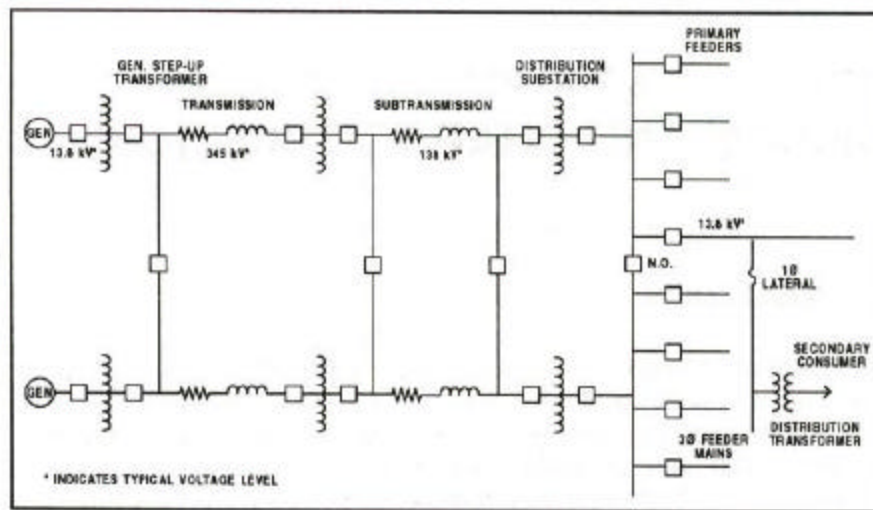 PRIMARY
FEEDERS
GEN. STEP-UP
TRANSFORMER
DISTRIBUTION
SUBSTATION
TRANSMISSION
SUBTRANSMISSION
GEN
13.8 kV*
345 kV*
138 kV*
13.8 kV*
N.O.
1Ø
LATERAL
SECONDARY
CONSUMER
GEN
DISTRIBUTION
TRANSFORMER
3Ø FEEDER
MAINS
* INDICATES TYPICAL VOLTAGE LEVEL